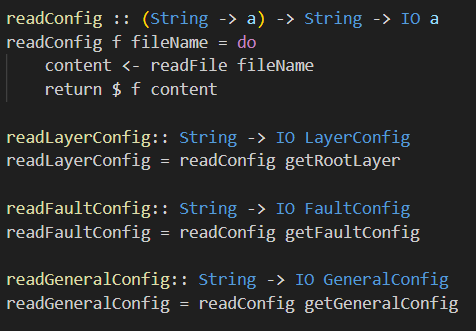 readConfig :: (String -> a) -> String -> IO a
readConfig f fileName = do
    content <- readFile fileName
    return $ f content

readLayerConfig:: String -> IO LayerConfig
readLayerConfig = readConfig getRootLayer

readFaultConfig:: String -> IO FaultConfig
readFaultConfig = readConfig getFaultConfig

readGeneralConfig:: String -> IO GeneralConfig
readGeneralConfig = readConfig getGeneralConfig